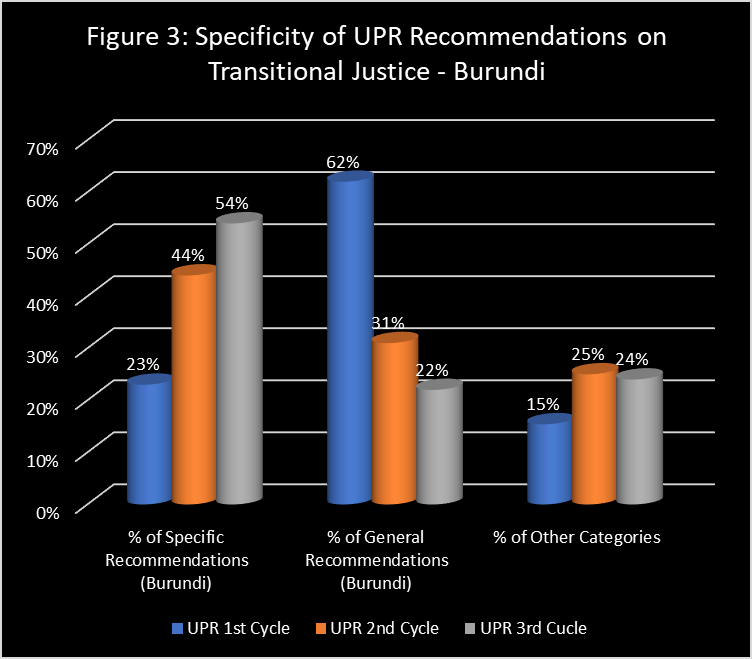 Figure 3: Specificity of UPR Recommendations on
Transitional Justice - Burundi
70%
60%
50%
40%
30%
20%
10%
0%
23%
44%
54%
62%
31%
22%
15%
25%
24%
% of Specific
Recommendations
(Burundi)
% of General
Recommendations
(Burundi)
% of Other Categories
UPR 1st Cycle
UPR 2nd Cycle
UPR 3rd Cucle